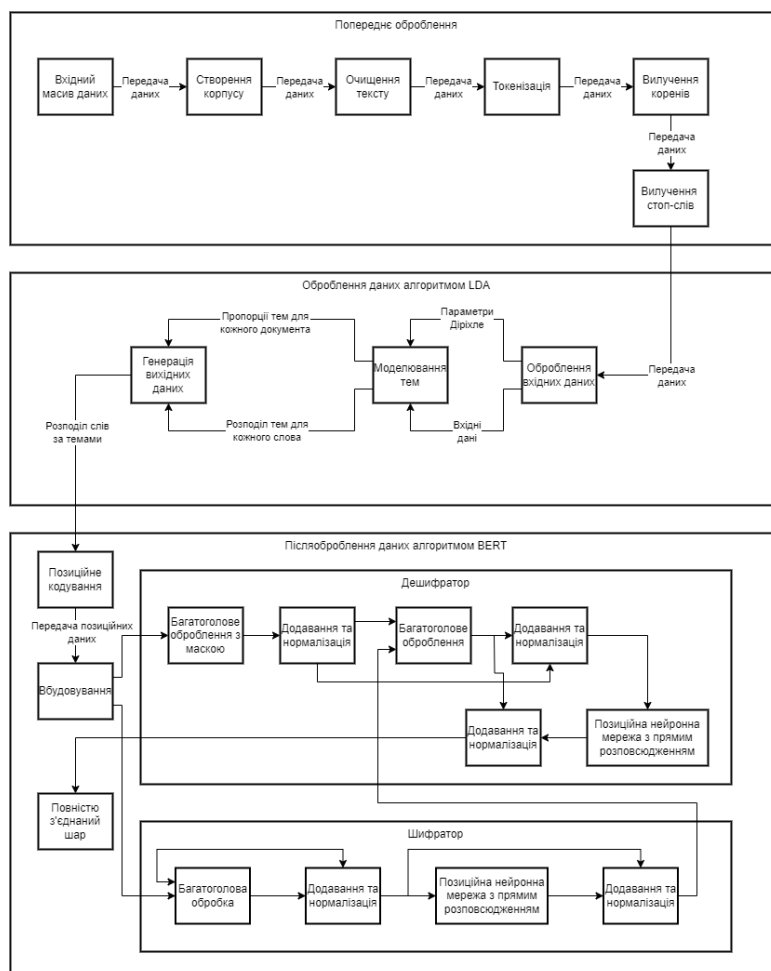 Попереднє оброблення
Вхідний
масив даних
Передача
даних
Створення
корпусу
Передача
даних
Очищення
тексту
Передача
даних
Токенізація
Передача
даних
Вилучення
коренів
Передача
даних
Вилучення
стоп-слів
Оброблення даних алгоритмом LDA
Передача
даних
Оброблення
вхідних даних
Параметри
Діріхле
Вхідні
дані
Моделювання
тем
Пропорції тем для
кожного документа
Розподіл тем для
кожного слова
Генерація
вихідних
даних
Розподіл слів
за темами
Післяоброблення даних алгоритмом BERT
Позиційне
кодування
Передача позиційних
даних
Вбудовування
Дешифратор
Багатоголове
оброблення з
маскою
Додавання та
нормалізація
Багатоголове
оброблення
Додавання та
нормалізація
Позиційна нейронна
мережа з прямим
розповсюдженням
Додавання та
нормалізація
Повністю
з'єднаний
шар
Шифратор
Багатоголова
обробка
Додавання та
нормалізація
Позиційна нейронна
мережа з прямим
розповсюдженням
Додавання та
нормалізація